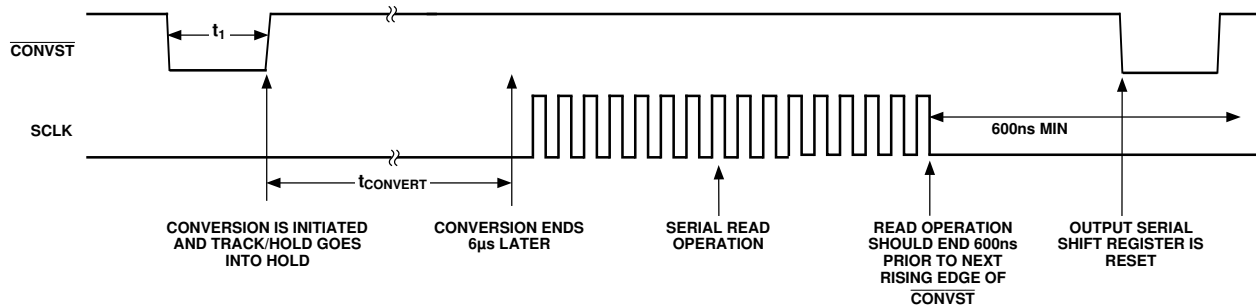 t1
CONVST
SCLK
600ns MIN
tCONVERT
CONVERSION IS INITIATED
AND TRACK/HOLD GOES
INTO HOLD
CONVERSION ENDS
6µs LATER
SERIAL READ
OPERATION
READ OPERATION
SHOULD END 600ns
PRIOR TO NEXT
RISING EDGE OF
CONVST
OUTPUT SERIAL
SHIFT REGISTER IS
RESET